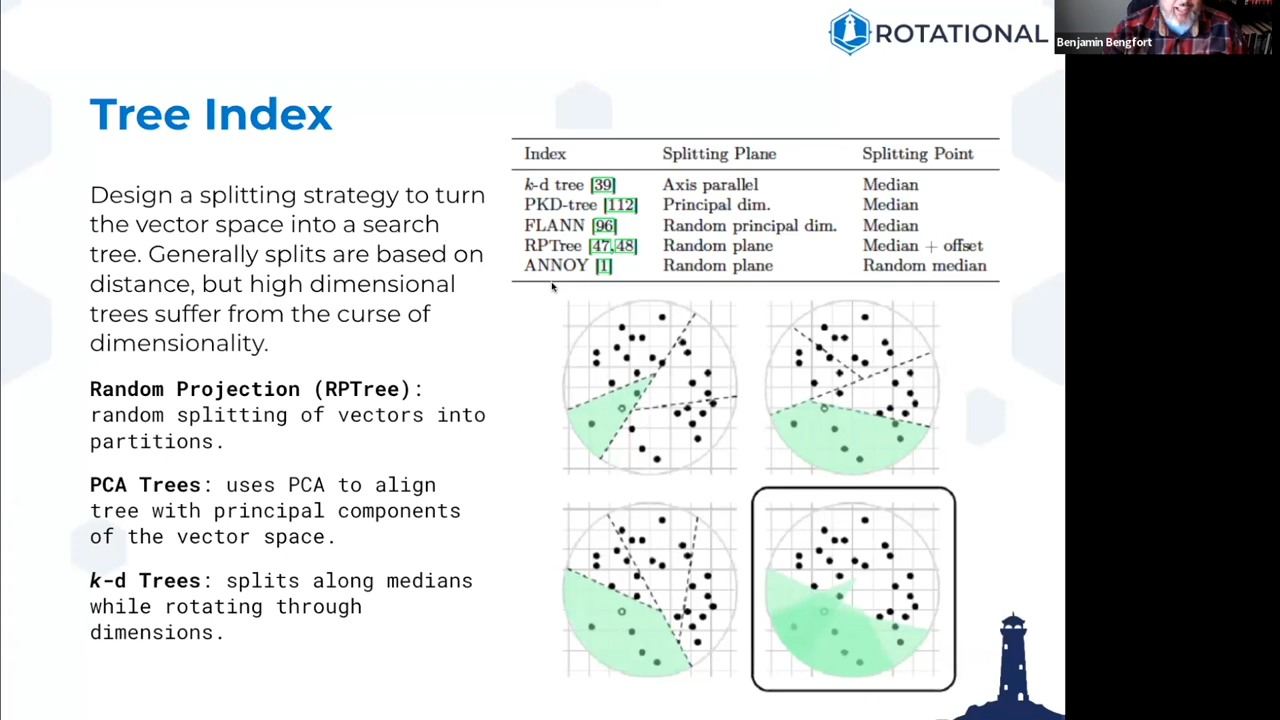 ROTATIONAL
Benjamin Bengfort
Tree Index
Design a splitting strategy to turn
the vector space into a search
tree. Generally splits are based on
distance, but high dimensional
trees suffer from the curse of
dimensionality.
Random Projection (RPTree):
random splitting of vectors into
partitions.
PCA Trees: uses PCA to align
tree with principal components
of the vector space.
k-d Trees: splits along medians
while rotating through
dimensions.
Index Splitting Plane Splitting Point
k-d tree [39] Axis parallel Median
PKD-tree [112] Principal dim. Median
FLANN [96] Random principal dim. Median
RPTree [47,48] Random plane Median + offset
ANNOY [1] Random plane Random median